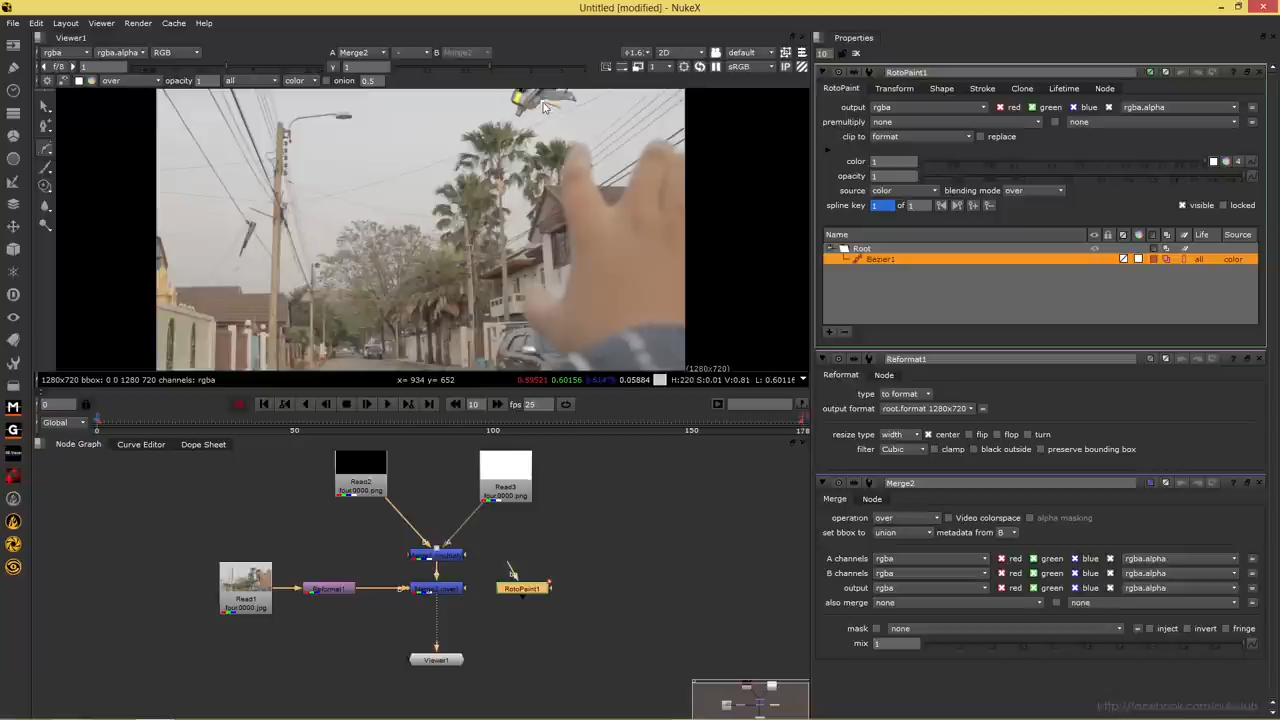 Untitled [modified] - NukeX
File Edit Layout Viewer Render Cache Help
Viewer1
rgba rgba.alpha RGB A Merge2 - B Merge2 2D default
f/8 1 Y 1 1 sRGB IP
over opacity 1 all color onion 0.5
(1280x720)
1280x720 bbox: 0 0 1280 720 channels: rgba x= 934 y= 652 0.59521 0.60156 0.05884 H:220 S:0.01 V:0.81 L: 0.60116
0 10 fps 25
Global 50 100 150 178
Node Graph Curve Editor Dope Sheet
Read2
four.0000.png
Read3
four.0000.png
Read1
four.0000.jpg
Reformat1
RotoPaint1
Viewer1
Properties
10
RotoPaint1
RotoPaint Transform Shape Stroke Clone Lifetime Node
output rgba red green blue rgba.alpha
premultiply none none
clip to format replace
color 1 4
opacity 1
source color blending mode over
spline key 1 of 1 visible locked
Name Life Source
Root
Bezier1 all color
Reformat1
Reformat Node
type to format
output format root.format 1280x720
resize type width center flip flop turn
filter Cubic clamp black outside preserve bounding box
Merge2
Merge Node
operation over Video colorspace alpha masking
set bbox to union metadata from B
A channels rgba red green blue rgba.alpha
B channels rgba red green blue rgba.alpha
output rgba red green blue rgba.alpha
also merge none none
mask none inject invert fringe
mix 1